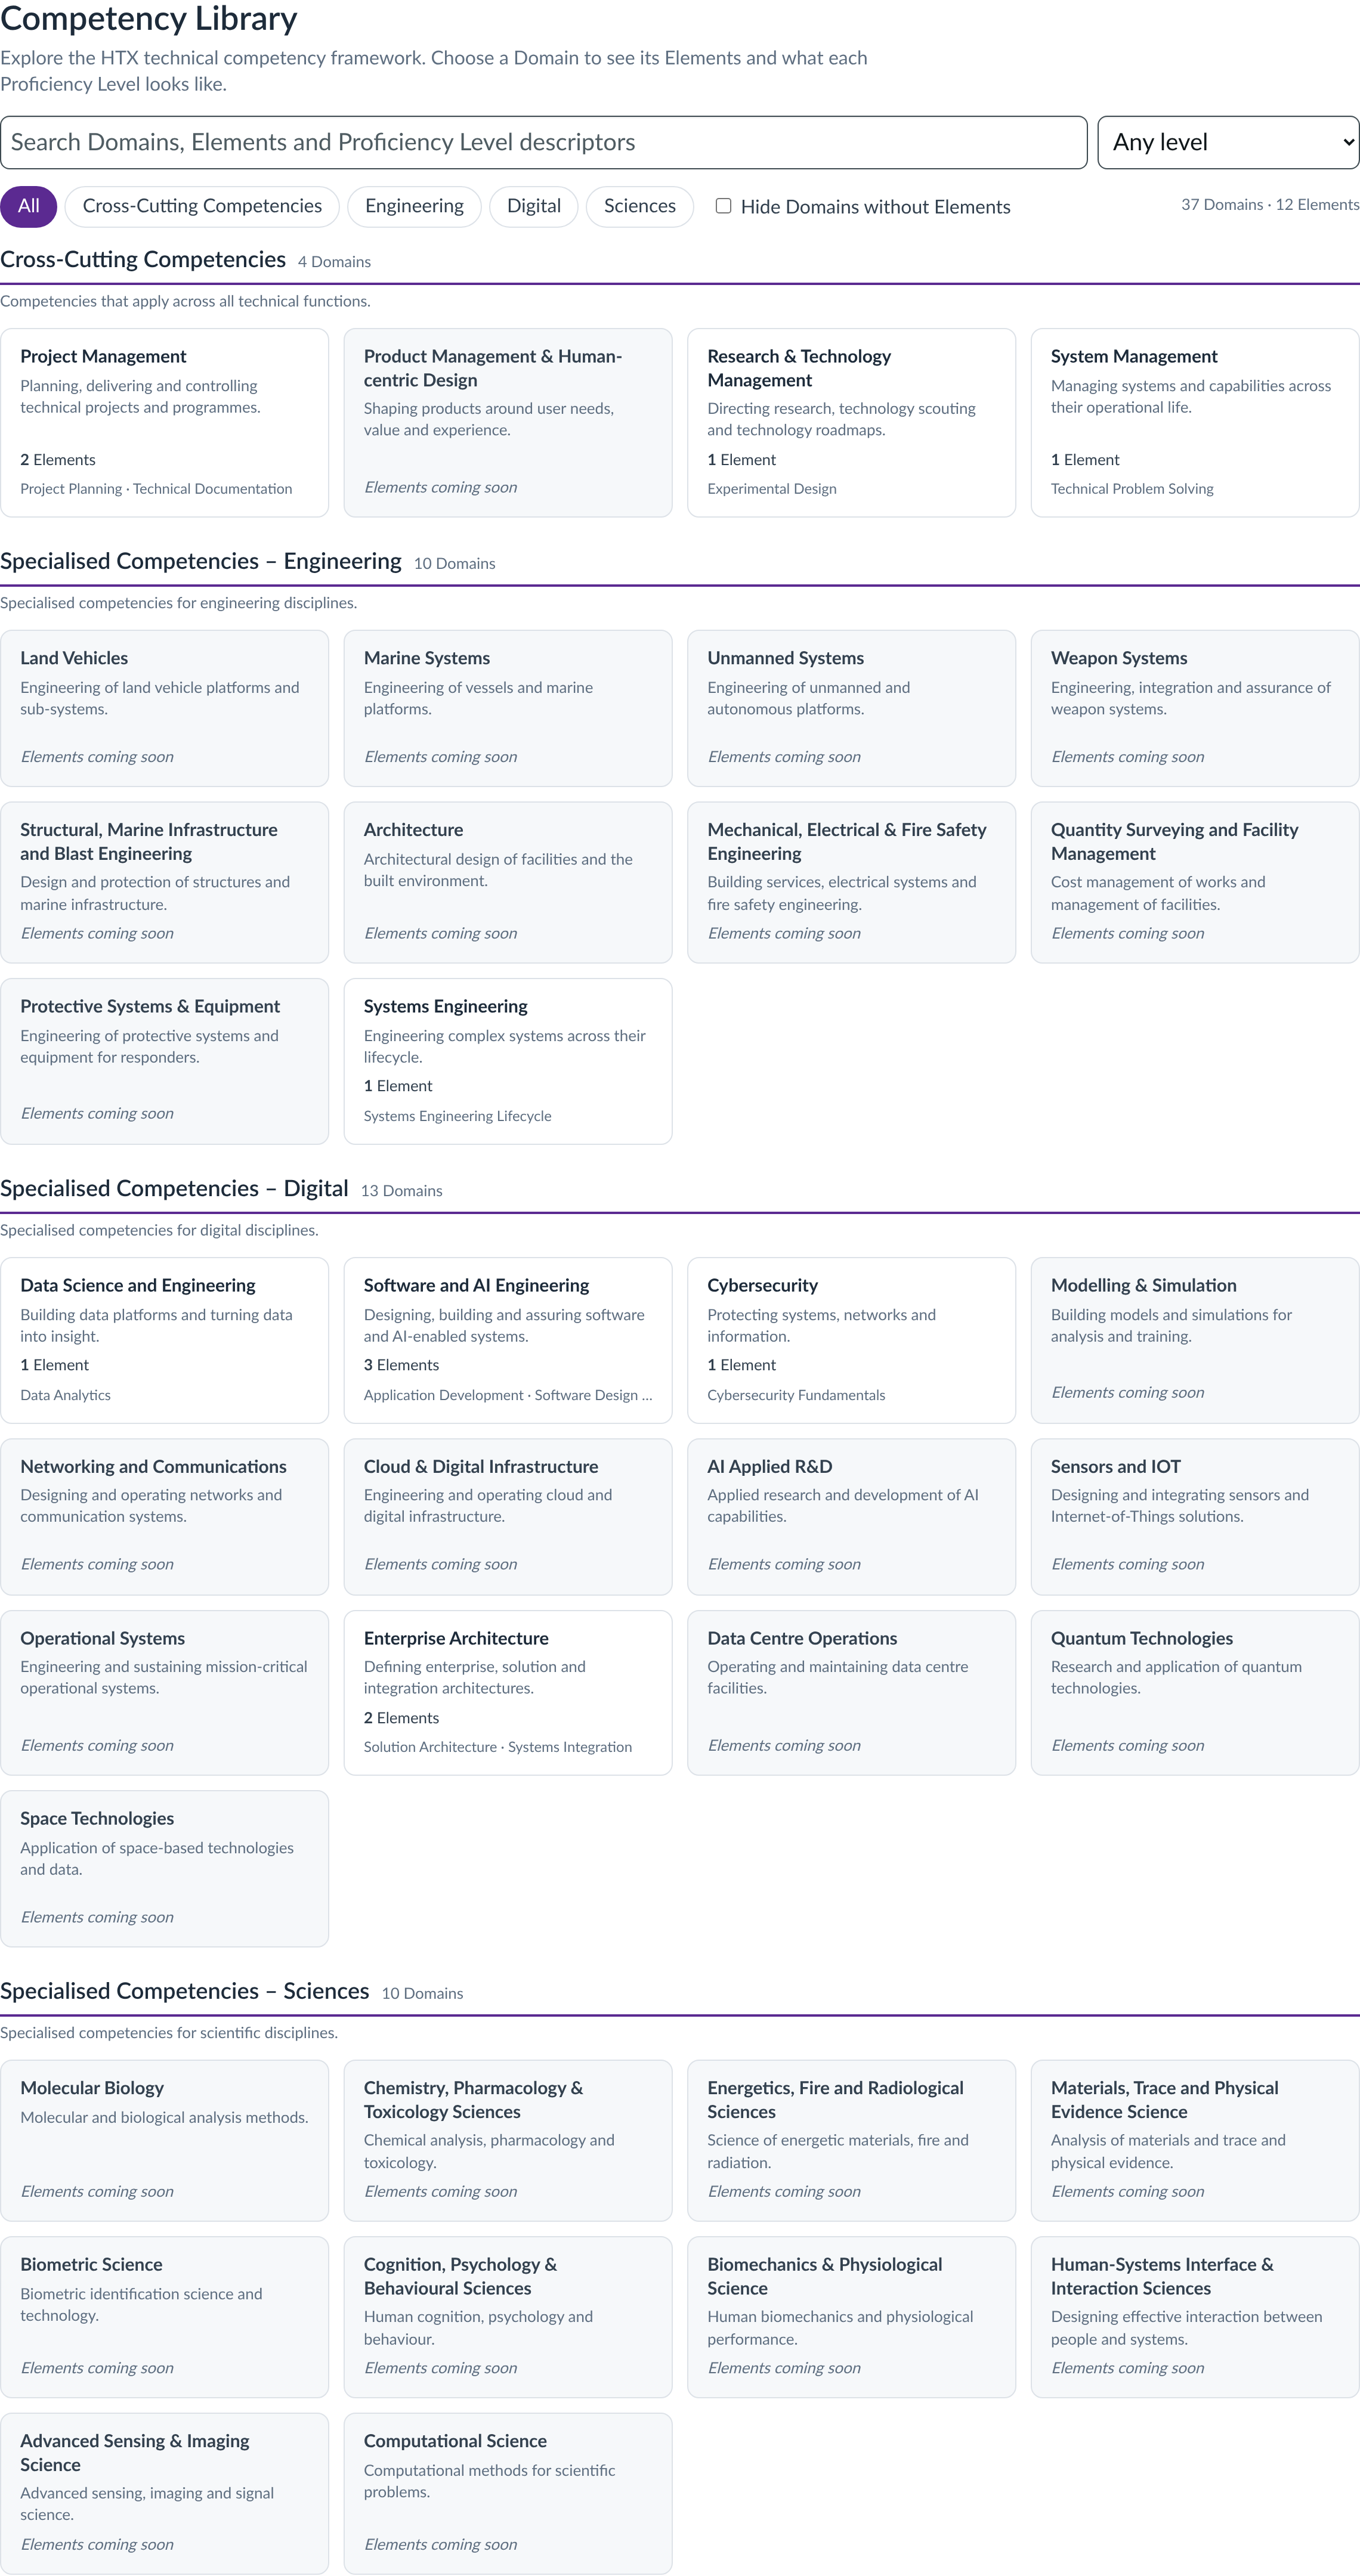 Competency Library
Explore the HTX technical competency framework. Choose a Domain to see its Elements and what each
Proficiency Level looks like.
Search Domains, Elements and Proficiency Level descriptors
Any level
All
Cross-Cutting Competencies
Engineering
Digital
Sciences
Hide Domains without Elements
37 Domains · 12 Elements
Cross-Cutting Competencies 4 Domains
Competencies that apply across all technical functions.
Project Management
Planning, delivering and controlling
technical projects and programmes.
2 Elements
Project Planning · Technical Documentation
Product Management & Human-
centric Design
Shaping products around user needs,
value and experience.
Elements coming soon
Research & Technology
Management
Directing research, technology scouting
and technology roadmaps.
1 Element
Experimental Design
System Management
Managing systems and capabilities across
their operational life.
1 Element
Technical Problem Solving
Specialised Competencies – Engineering 10 Domains
Specialised competencies for engineering disciplines.
Land Vehicles
Engineering of land vehicle platforms and
sub-systems.
Elements coming soon
Marine Systems
Engineering of vessels and marine
platforms.
Elements coming soon
Unmanned Systems
Engineering of unmanned and
autonomous platforms.
Elements coming soon
Weapon Systems
Engineering, integration and assurance of
weapon systems.
Elements coming soon
Structural, Marine Infrastructure
and Blast Engineering
Design and protection of structures and
marine infrastructure.
Elements coming soon
Architecture
Architectural design of facilities and the
built environment.
Elements coming soon
Mechanical, Electrical & Fire Safety
Engineering
Building services, electrical systems and
fire safety engineering.
Elements coming soon
Quantity Surveying and Facility
Management
Cost management of works and
management of facilities.
Elements coming soon
Protective Systems & Equipment
Engineering of protective systems and
equipment for responders.
Elements coming soon
Systems Engineering
Engineering complex systems across their
lifecycle.
1 Element
Systems Engineering Lifecycle
Specialised Competencies – Digital 13 Domains
Specialised competencies for digital disciplines.
Data Science and Engineering
Building data platforms and turning data
into insight.
1 Element
Data Analytics
Software and AI Engineering
Designing, building and assuring software
and AI-enabled systems.
3 Elements
Application Development · Software Design ...
Cybersecurity
Protecting systems, networks and
information.
1 Element
Cybersecurity Fundamentals
Modelling & Simulation
Building models and simulations for
analysis and training.
Elements coming soon
Networking and Communications
Designing and operating networks and
communication systems.
Elements coming soon
Cloud & Digital Infrastructure
Engineering and operating cloud and
digital infrastructure.
Elements coming soon
AI Applied R&D
Applied research and development of AI
capabilities.
Elements coming soon
Sensors and IOT
Designing and integrating sensors and
Internet-of-Things solutions.
Elements coming soon
Operational Systems
Engineering and sustaining mission-critical
operational systems.
Elements coming soon
Enterprise Architecture
Defining enterprise, solution and
integration architectures.
2 Elements
Solution Architecture · Systems Integration
Data Centre Operations
Operating and maintaining data centre
facilities.
Elements coming soon
Quantum Technologies
Research and application of quantum
technologies.
Elements coming soon
Space Technologies
Application of space-based technologies
and data.
Elements coming soon
Specialised Competencies – Sciences 10 Domains
Specialised competencies for scientific disciplines.
Molecular Biology
Molecular and biological analysis methods.
Elements coming soon
Chemistry, Pharmacology &
Toxicology Sciences
Chemical analysis, pharmacology and
toxicology.
Elements coming soon
Energetics, Fire and Radiological
Sciences
Science of energetic materials, fire and
radiation.
Elements coming soon
Materials, Trace and Physical
Evidence Science
Analysis of materials and trace and
physical evidence.
Elements coming soon
Biometric Science
Biometric identification science and
technology.
Elements coming soon
Cognition, Psychology &
Behavioural Sciences
Human cognition, psychology and
behaviour.
Elements coming soon
Biomechanics & Physiological
Science
Human biomechanics and physiological
performance.
Elements coming soon
Human-Systems Interface &
Interaction Sciences
Designing effective interaction between
people and systems.
Elements coming soon
Advanced Sensing & Imaging
Science
Advanced sensing, imaging and signal
science.
Elements coming soon
Computational Science
Computational methods for scientific
problems.
Elements coming soon